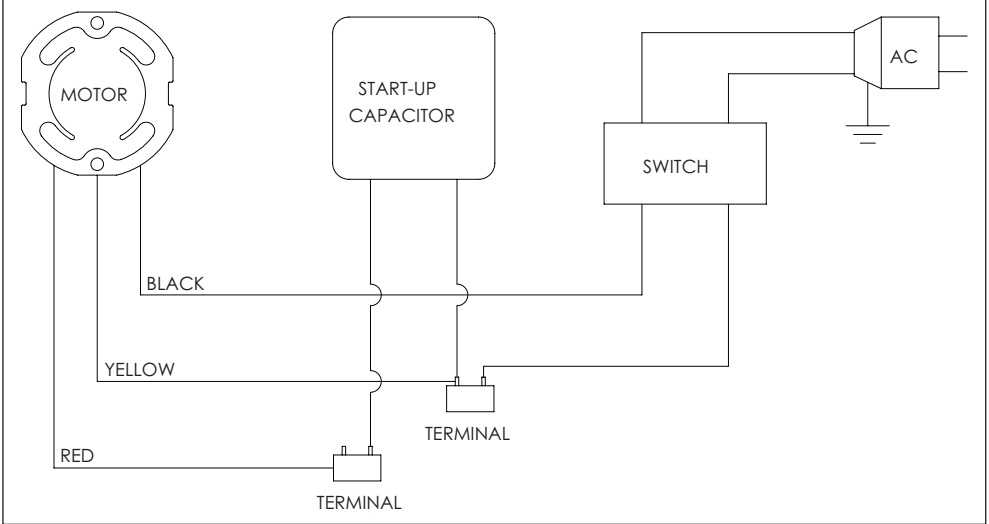 MOTOR
START-UP
CAPACITOR
AC
SWITCH
BLACK
YELLOW
TERMINAL
RED
TERMINAL